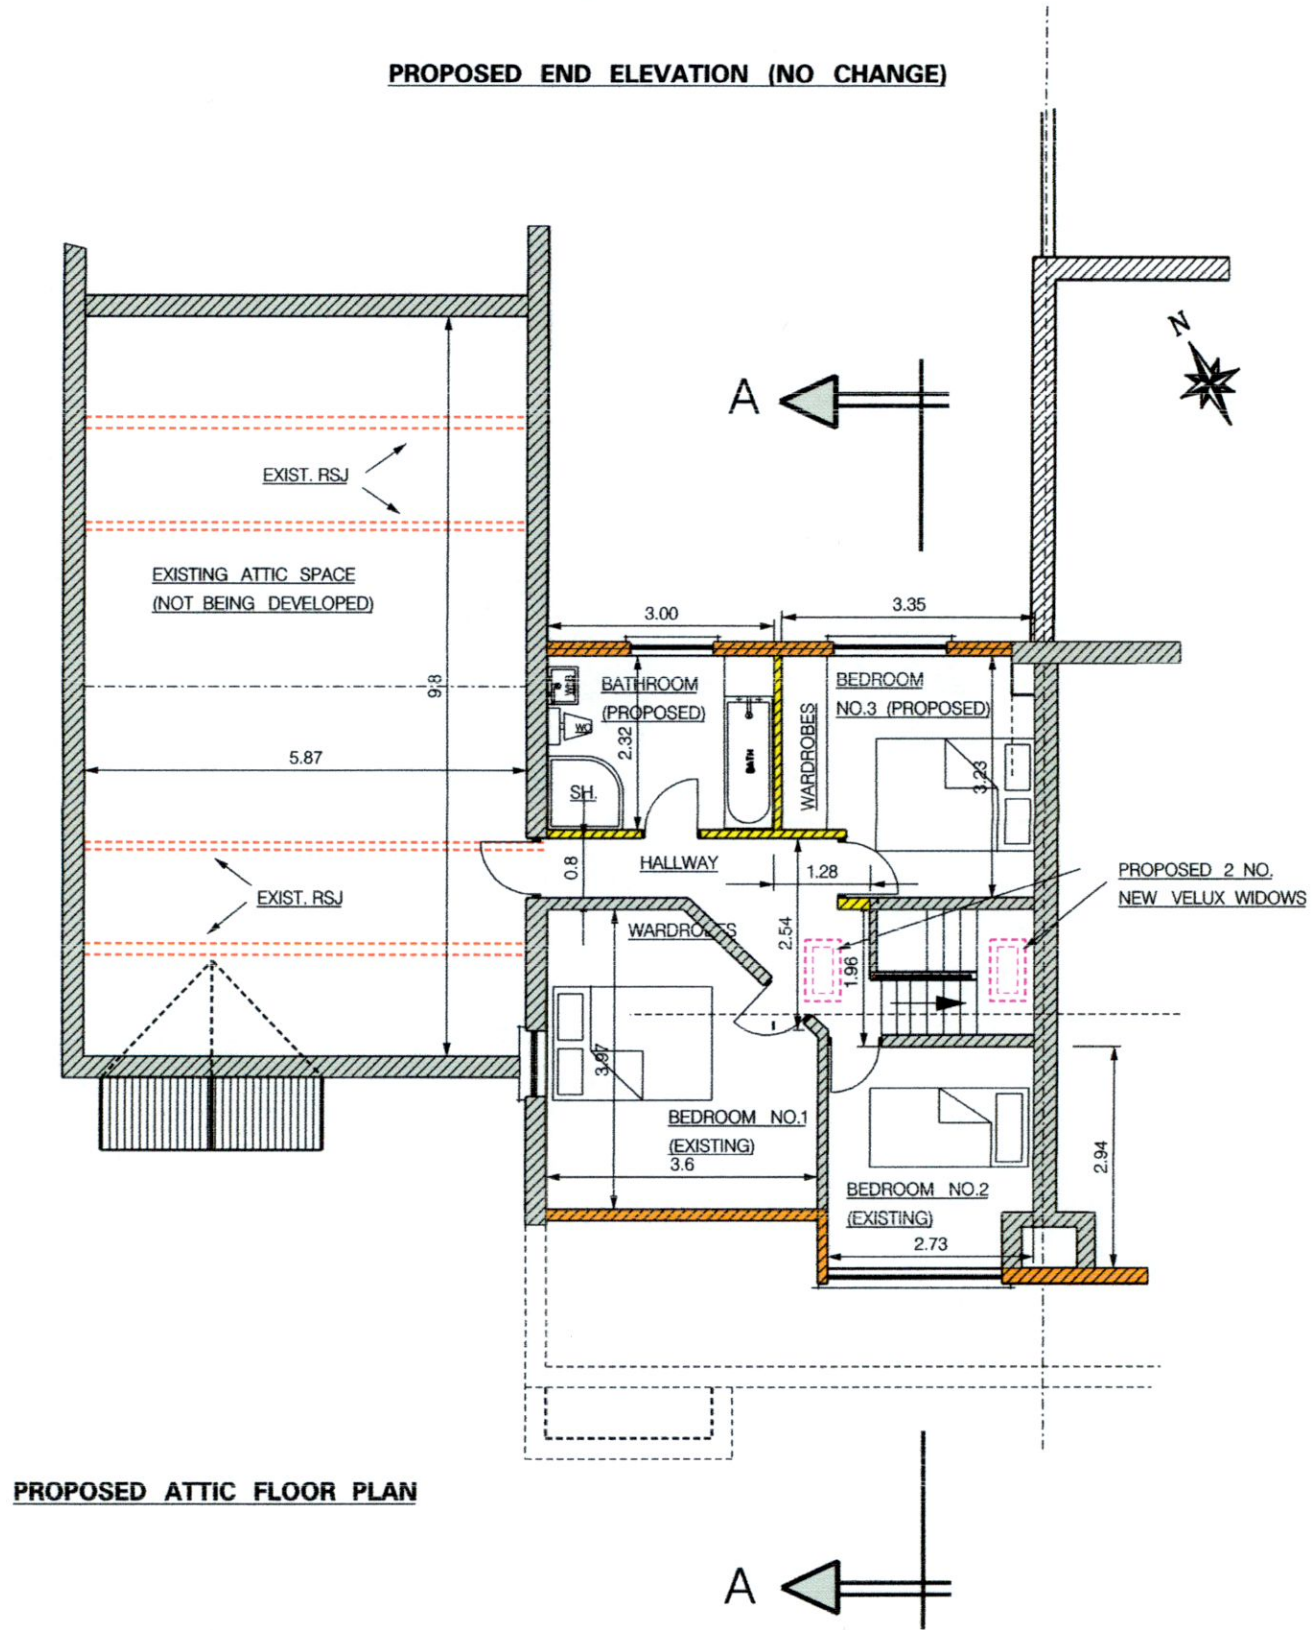 PROPOSED END ELEVATION (NO CHANGE)
N
A
EXIST. RSJ
EXISTING ATTIC SPACE
(NOT BEING DEVELOPED)
3.00
3.35
9.8
5.87
WHB
BATHROOM
(PROPOSED)
WC
2.32
BATH
SH.
WARDROBES
BEDROOM
NO.3 (PROPOSED)
3.23
EXIST. RSJ
0.8
HALLWAY
1.28
PROPOSED 2 NO.
NEW VELUX WIDOWS
WARDROBES
2.54
1.96
3.97
BEDROOM NO.1
(EXISTING)
3.6
BEDROOM NO.2
(EXISTING)
2.73
2.94
PROPOSED ATTIC FLOOR PLAN
A